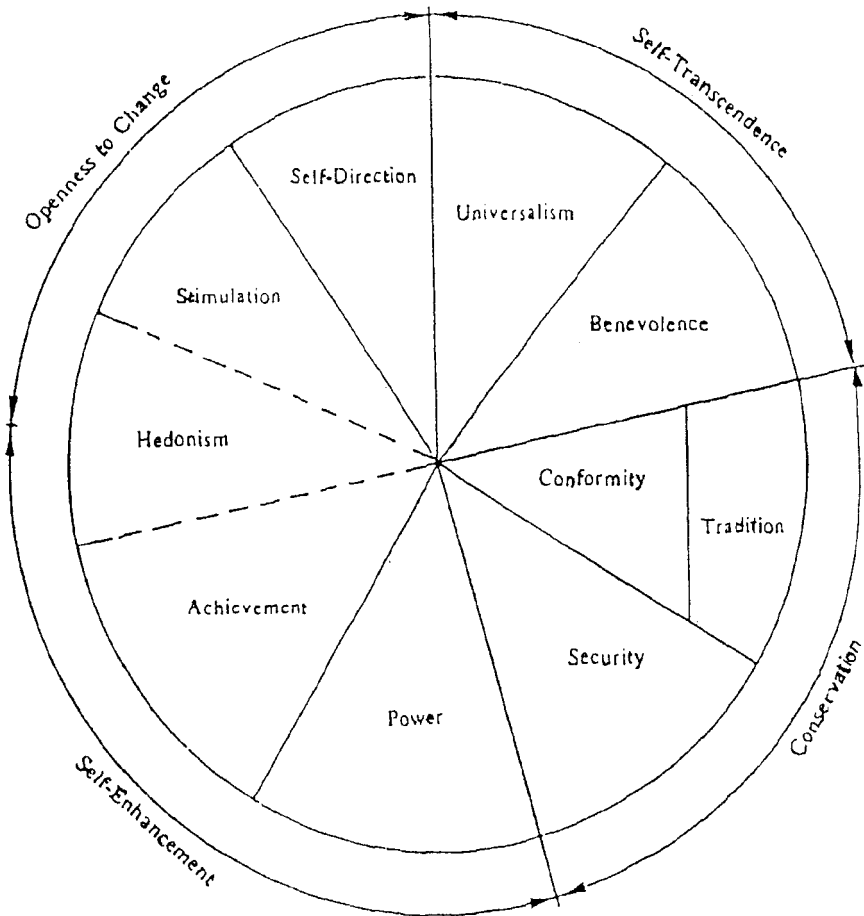 Self-Transcendence
Openness to Change
Self-Direction
Universalism
Stimulation
Benevolence
Hedonism
Conformity
Tradition
Achievement
Security
Power
Conservation
Self-Enhancement